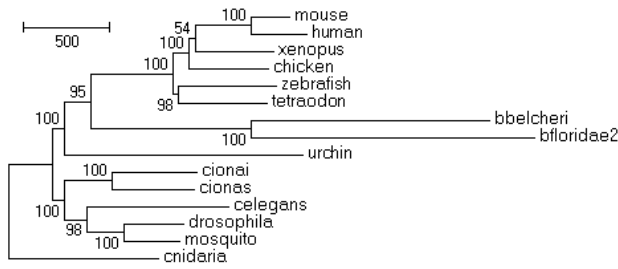 100 mouse
54 human
500 100 xenopus
100 chicken
zebrafish
98 tetraodon
95 bbelcheri
100 bfloridae2
100 urchin
100 cionai
cionas
100 celegans
98 drosophila
100 mosquito
cnidaria